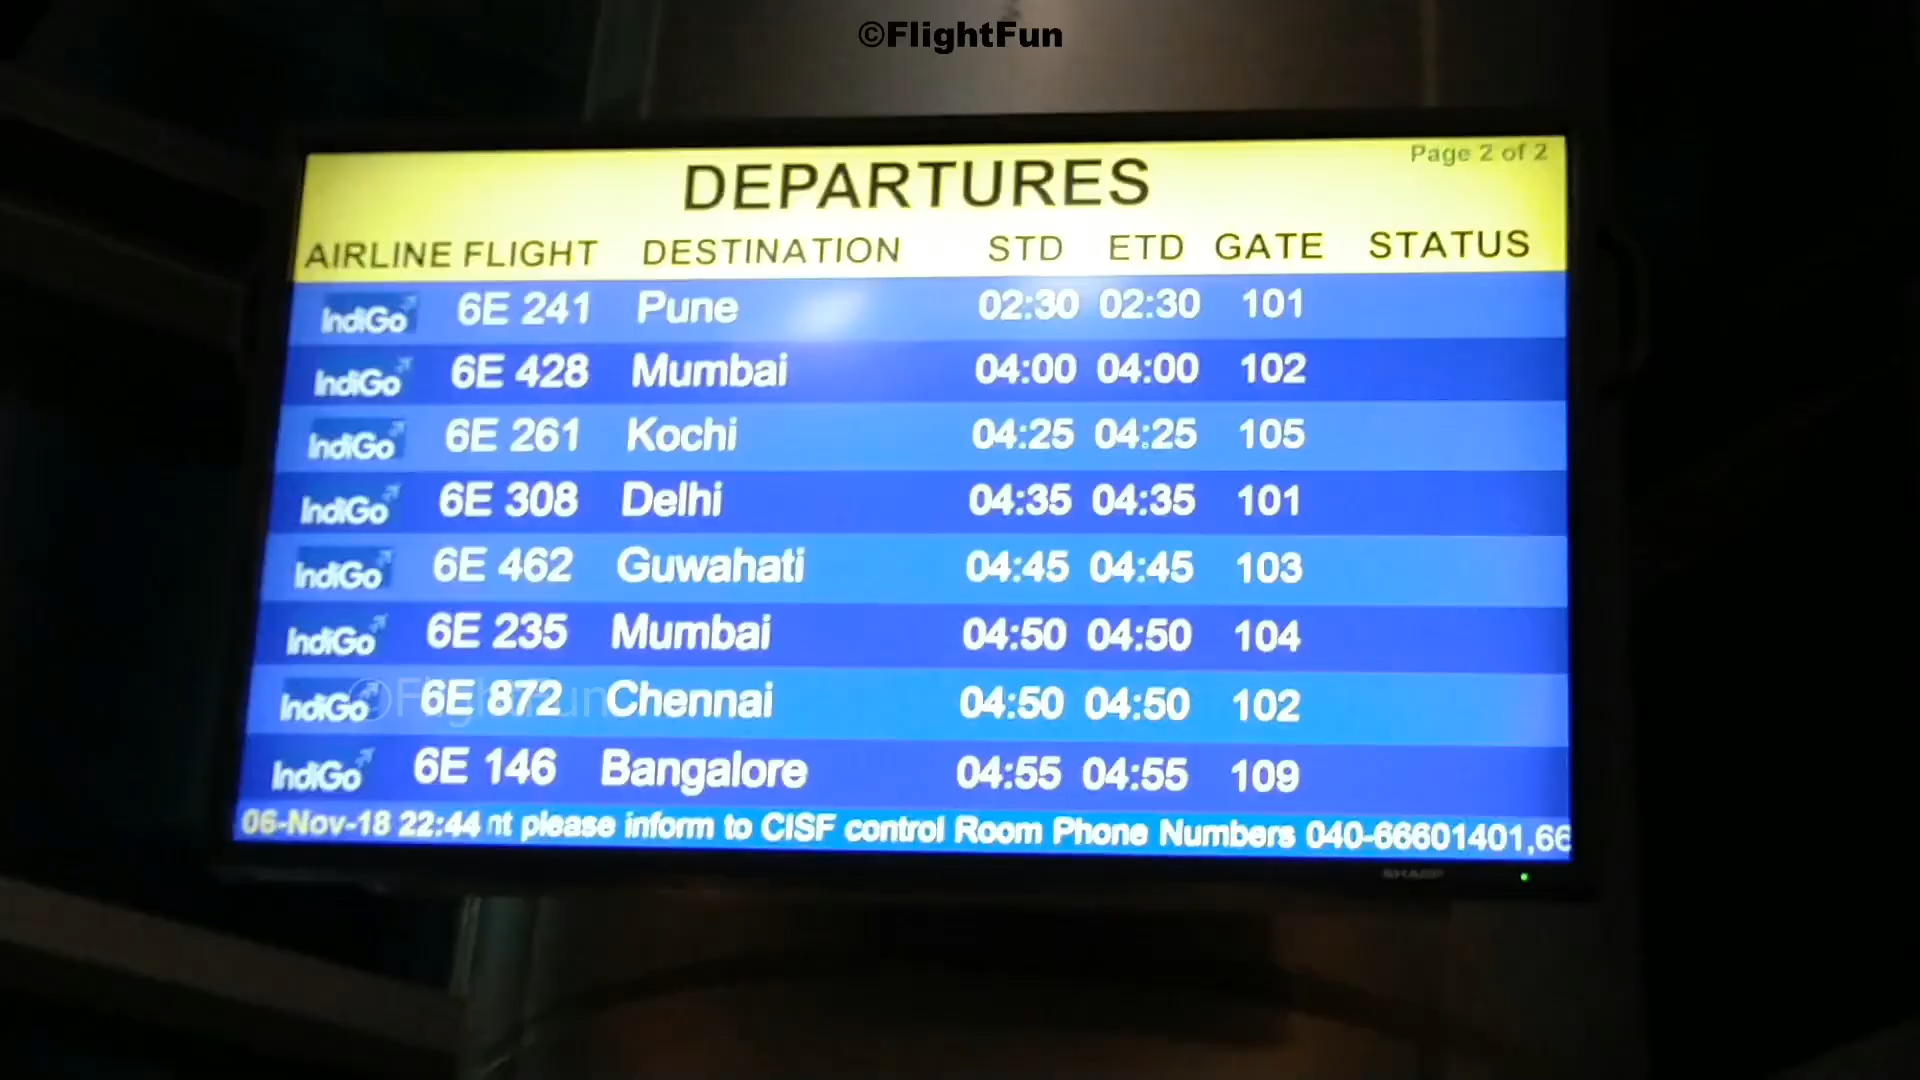 ©FlightFun
Page 2 of 2
DEPARTURES
AIRLINE FLIGHT DESTINATION STD ETD GATE STATUS
IndiGo 6E 241 Pune 02:30 02:30 101
IndiGo 6E 428 Mumbai 04:00 04:00 102
IndiGo 6E 261 Kochi 04:25 04:25 105
IndiGo 6E 308 Delhi 04:35 04:35 101
IndiGo 6E 462 Guwahati 04:45 04:45 103
IndiGo 6E 235 Mumbai 04:50 04:50 104
IndiGo 6E 872 Chennai 04:50 04:50 102
©FlightFun
IndiGo 6E 146 Bangalore 04:55 04:55 109
06-Nov-18 22:44 nt please inform to CISF control Room Phone Numbers 040-66601401,66
SHARP